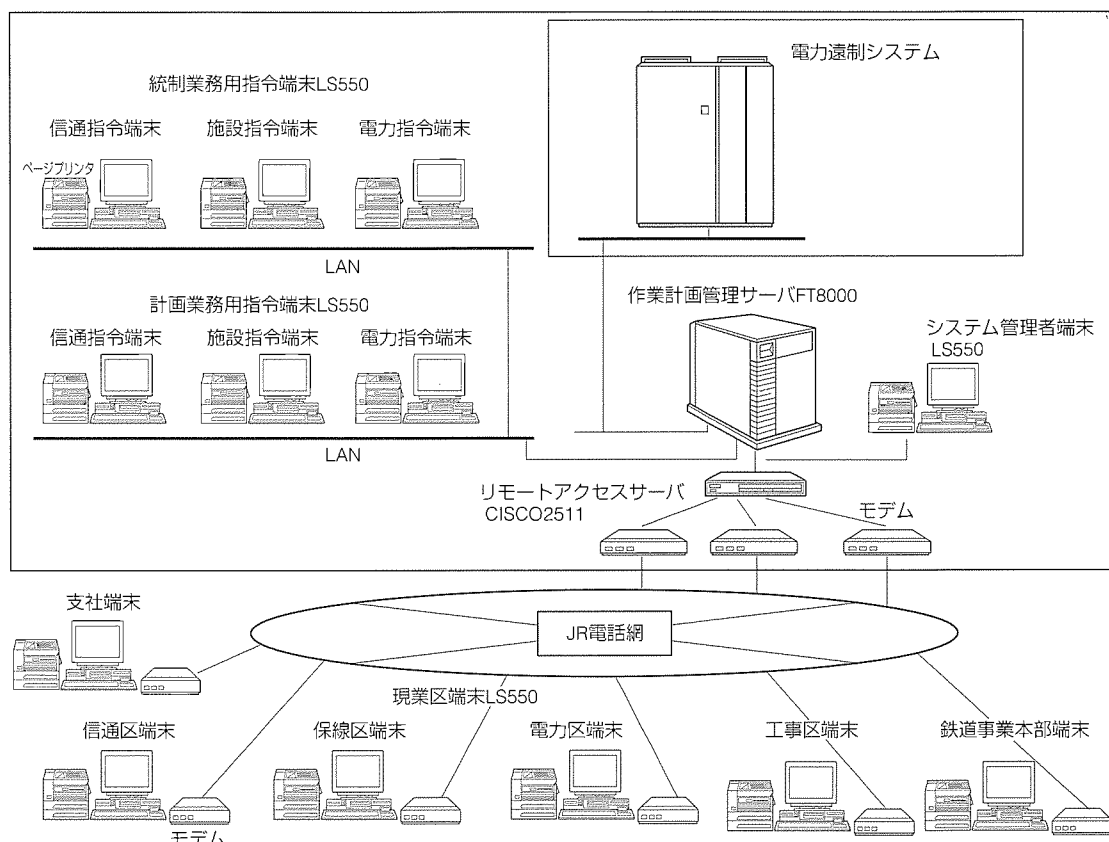 統制業務用指令端末LS550
信通指令端末
施設指令端末
電力指令端末
ページプリンタ
LAN
計画業務用指令端末LS550
信通指令端末
施設指令端末
電力指令端末
LAN
電力遠制システム
作業計画管理サーバFT8000
システム管理者端末
LS550
リモートアクセスサーバ
CISCO2511
モデム
支社端末
JR電話網
現業区端末LS550
信通区端末
保線区端末
電力区端末
工事区端末
鉄道事業本部端末
モデム